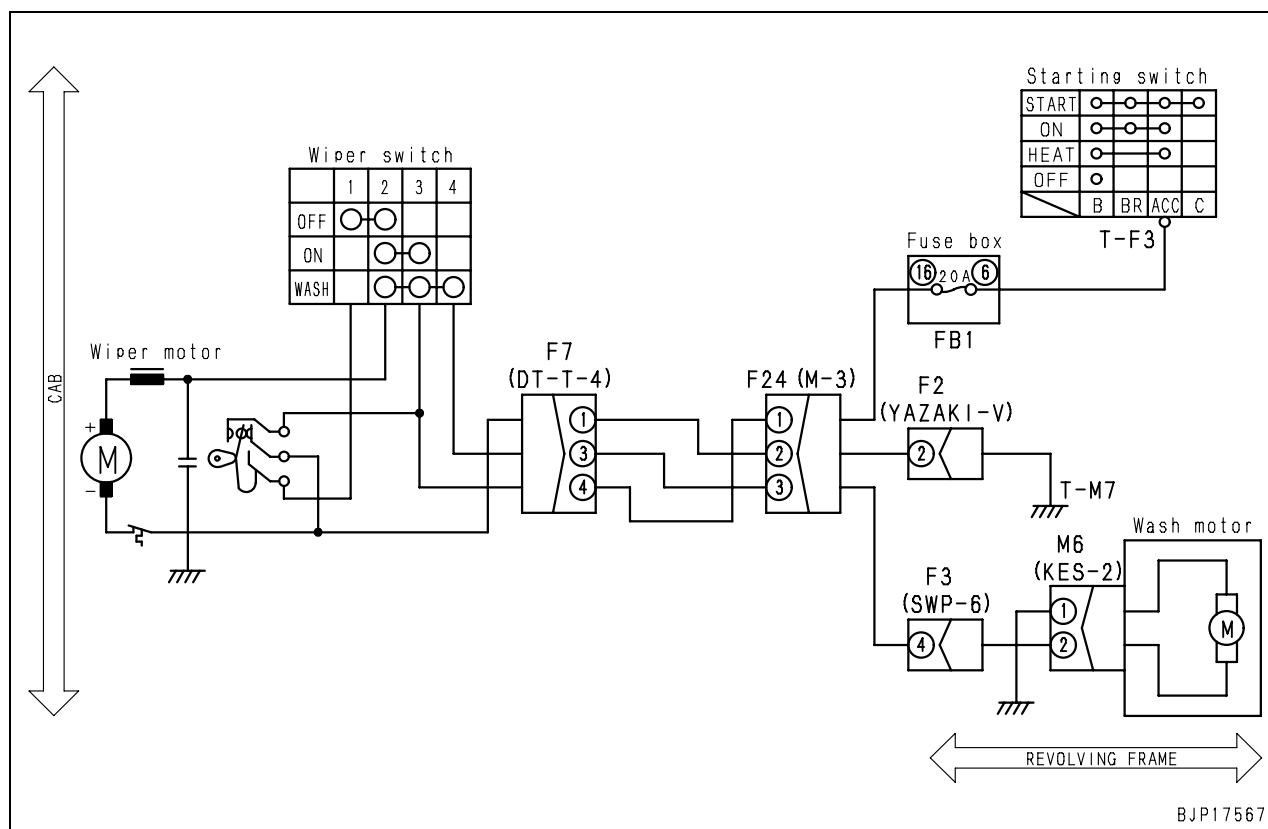 Starting switch
START
ON
HEAT
OFF
B BR ACC C
T-F3
Wiper switch
1 2 3 4
OFF
ON
WASH
Fuse box
16 20A 6
FB1
CAB
Wiper motor
+
M
-
F7
(DT-T-4)
1
3
4
F24 (M-3)
1
2
3
F2
(YAZAKI-V)
2
T-M7
F3
(SWP-6)
4
M6
(KES-2)
1
2
Wash motor
M
REVOLVING FRAME
BJP17567